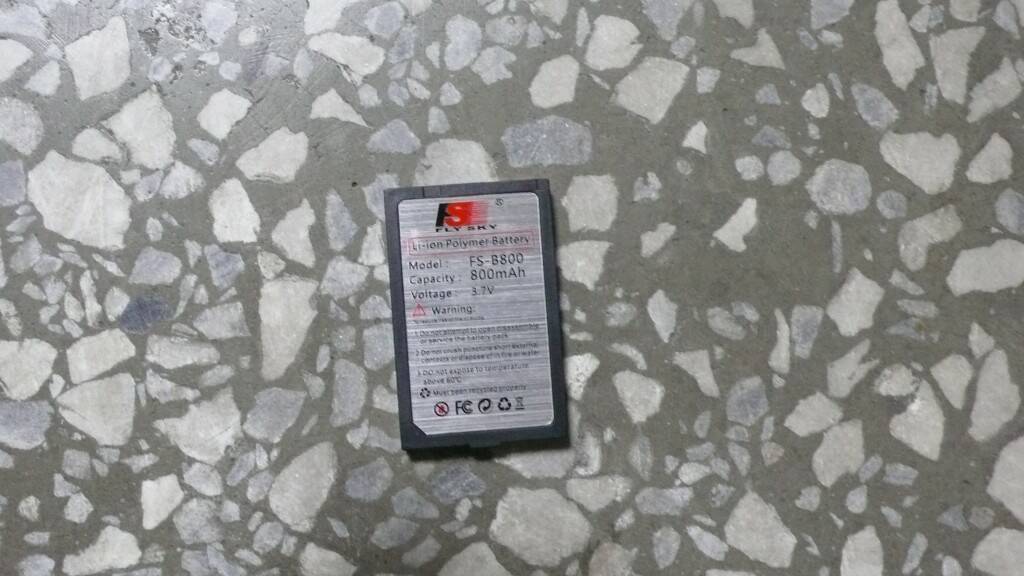 FS ®
FLY SKY
Li-ion Polymer Battery
Model : FS-B800
Capacity : 800mAh
Voltage : 3.7V
Warning:
1 Do not attempt to open disassemble
or service the battery pack
2 Do not crush puncture short external
contacts or dispose of in fire or water
3 DO not expose to temperature
above 60℃
Must been recycled properly
FC